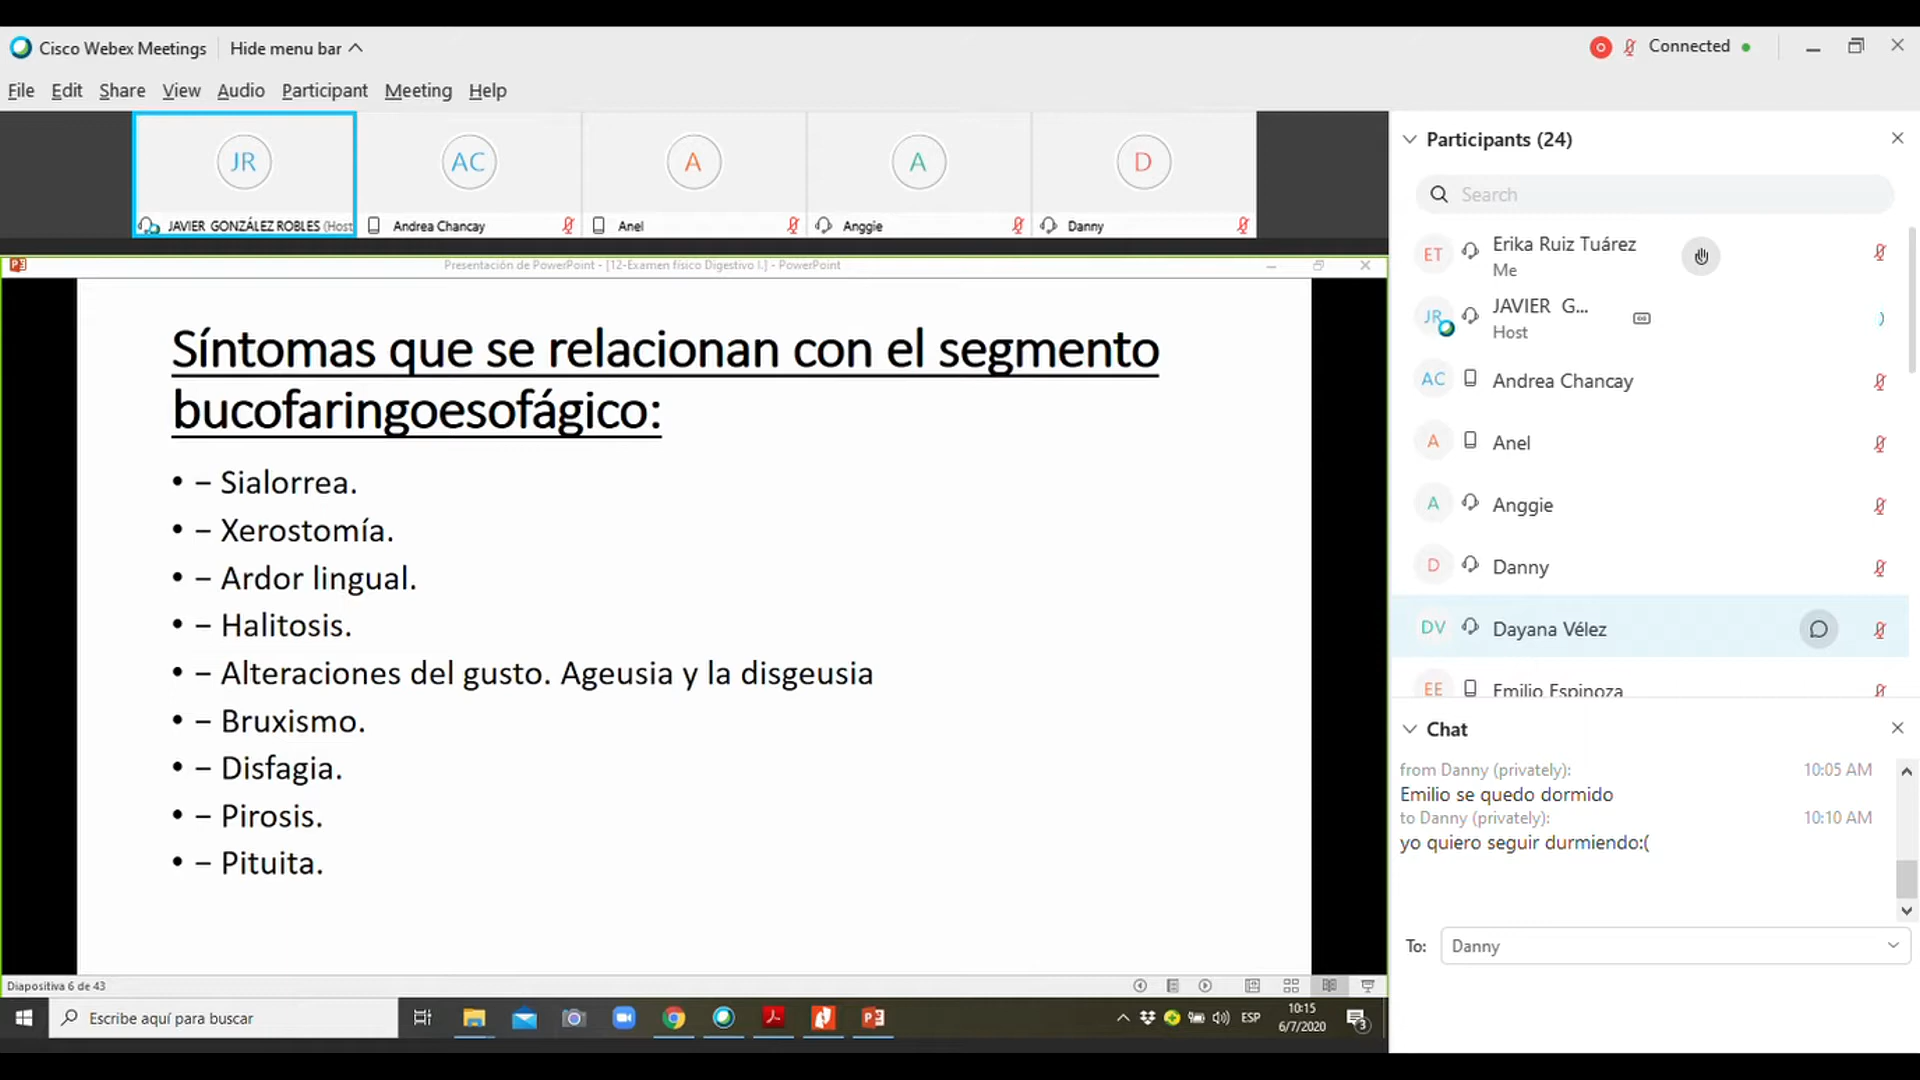 Cisco Webex Meetings
Hide menu bar
Connected
File Edit Share View Audio Participant Meeting Help
JR
AC
A
A
D
JAVIER GONZÁLEZ ROBLES (Host
Andrea Chancay
Anel
Anggie
Danny
Presentación de PowerPoint - [12-Examen físico Digestivo I.] - PowerPoint
Síntomas que se relacionan con el segmento
bucofaringoesofágico:
• – Sialorrea.
• – Xerostomía.
• – Ardor lingual.
• – Halitosis.
• – Alteraciones del gusto. Ageusia y la disgeusia
• – Bruxismo.
• – Disfagia.
• – Pirosis.
• – Pituita.
Diapositiva 6 de 43
Escribe aquí para buscar
ESP
10:15
6/7/2020
3
Participants (24)
Search
ET Erika Ruiz Tuárez
Me
JR JAVIER G...
Host
AC Andrea Chancay
A Anel
A Anggie
D Danny
DV Dayana Vélez
EE Emilio Espinoza
Chat
from Danny (privately): 10:05 AM
Emilio se quedo dormido
to Danny (privately): 10:10 AM
yo quiero seguir durmiendo:(
To: Danny